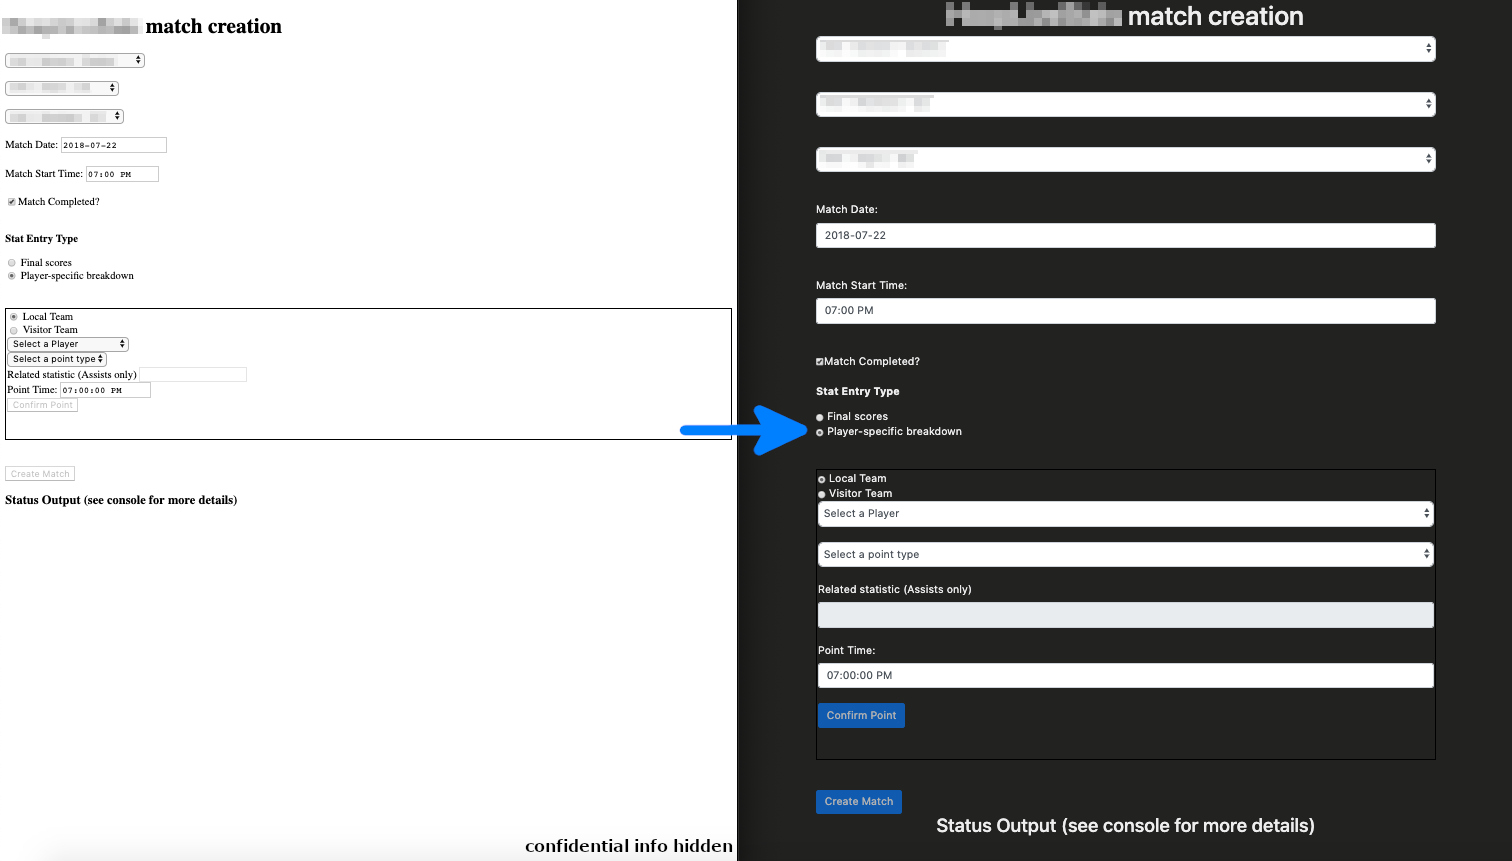 match creation
Match Date: 2018-07-22
Match Start Time: 07:00 PM
Match Completed?
Stat Entry Type
Final scores
Player-specific breakdown
Local Team
Visitor Team
Select a Player
Select a point type
Related statistic (Assists only)
Point Time: 07:00:00 PM
Confirm Point
Create Match
Status Output (see console for more details)
confidential info hidden
match creation
Match Date:
2018-07-22
Match Start Time:
07:00 PM
Match Completed?
Stat Entry Type
Final scores
Player-specific breakdown
Local Team
Visitor Team
Select a Player
Select a point type
Related statistic (Assists only)
Point Time:
07:00:00 PM
Confirm Point
Create Match
Status Output (see console for more details)